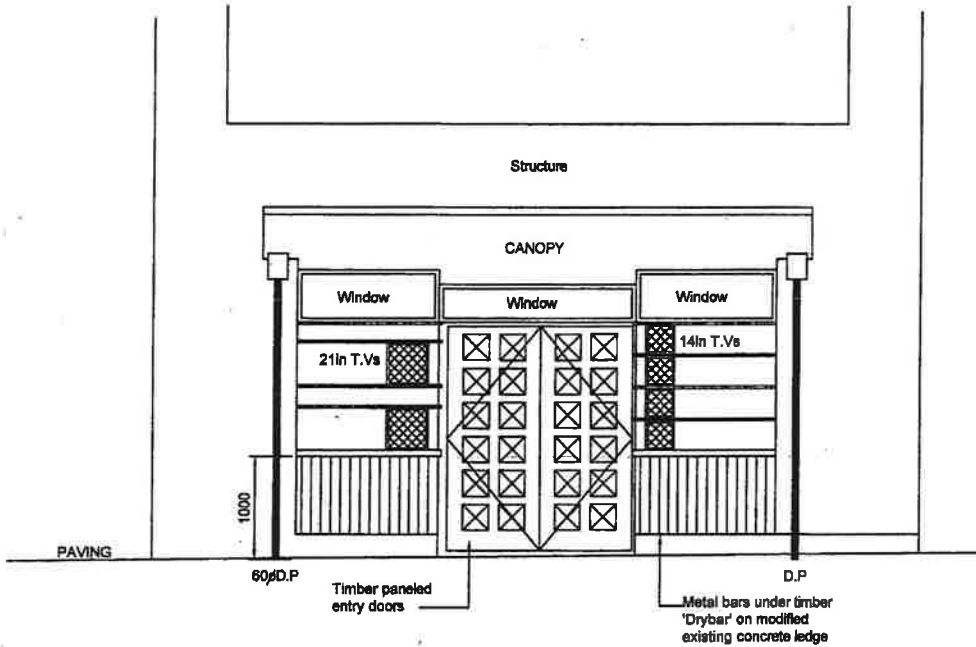 Structure
CANOPY
Window
Window
Window
21in T.Vs
14in T.Vs
1000
PAVING
60øD.P
D.P
Timber paneled
entry doors
Metal bars under timber
'Drybar' on modified
existing concrete ledge